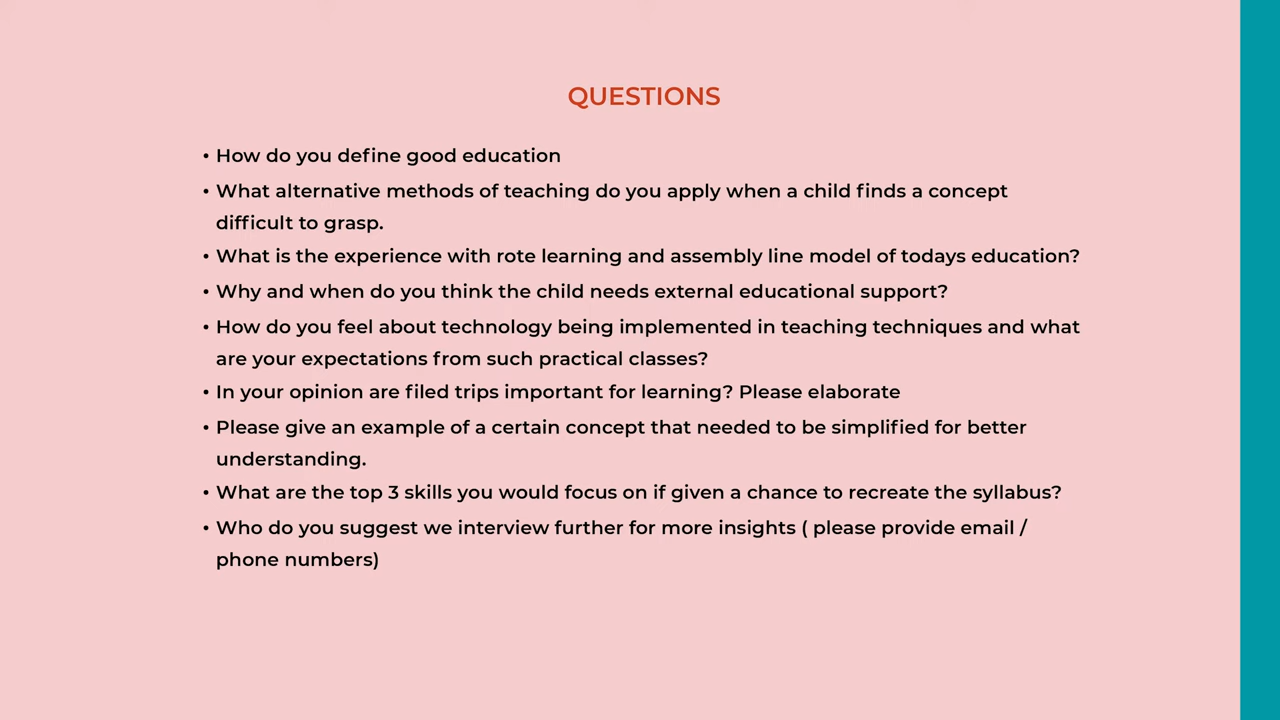 QUESTIONS
• How do you define good education
• What alternative methods of teaching do you apply when a child finds a concept
difficult to grasp.
• What is the experience with rote learning and assembly line model of todays education?
• Why and when do you think the child needs external educational support?
• How do you feel about technology being implemented in teaching techniques and what
are your expectations from such practical classes?
• In your opinion are filed trips important for learning? Please elaborate
• Please give an example of a certain concept that needed to be simplified for better
understanding.
• What are the top 3 skills you would focus on if given a chance to recreate the syllabus?
• Who do you suggest we interview further for more insights ( please provide email /
phone numbers)